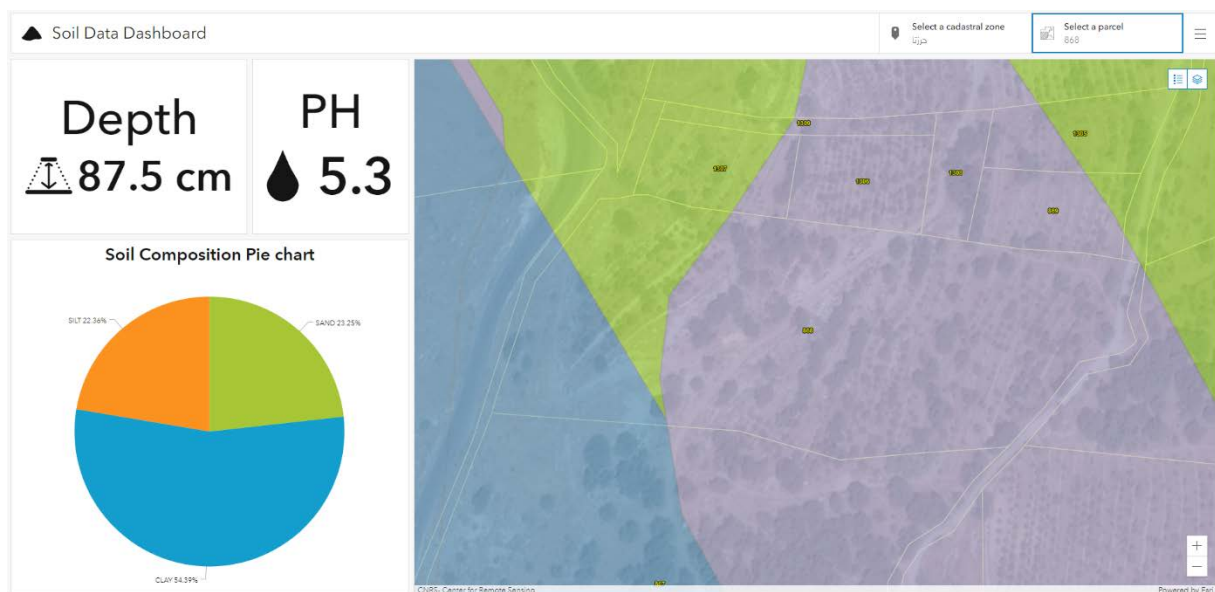 Soil Data Dashboard
Select a cadastral zone
Select a parcel
868
Depth
87.5 cm
PH
5.3
Soil Composition Pie chart
SILT 22.36%
SAND 23.25%
CLAY 54.39%
868
CNRS- Center for Remote Sensing
Powered by Esri